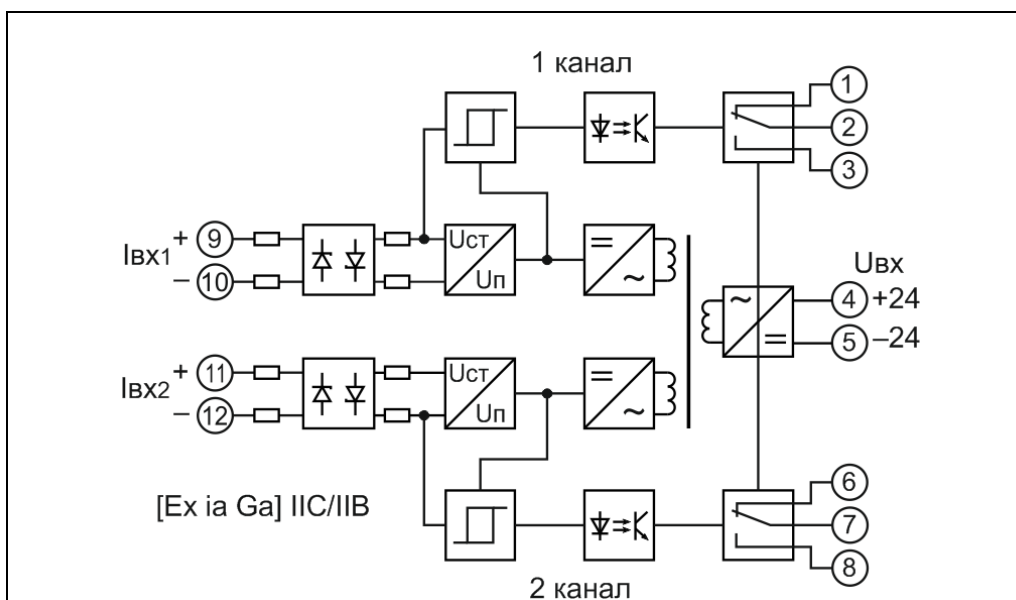 1 канал
1
2
3
Iвх1
+ 9
− 10
Uст
Uп
=
~
Uвх
~
=
4 +24
5 −24
Iвх2
+ 11
− 12
Uст
Uп
=
~
[Ex ia Ga] IIC/IIB
6
7
8
2 канал